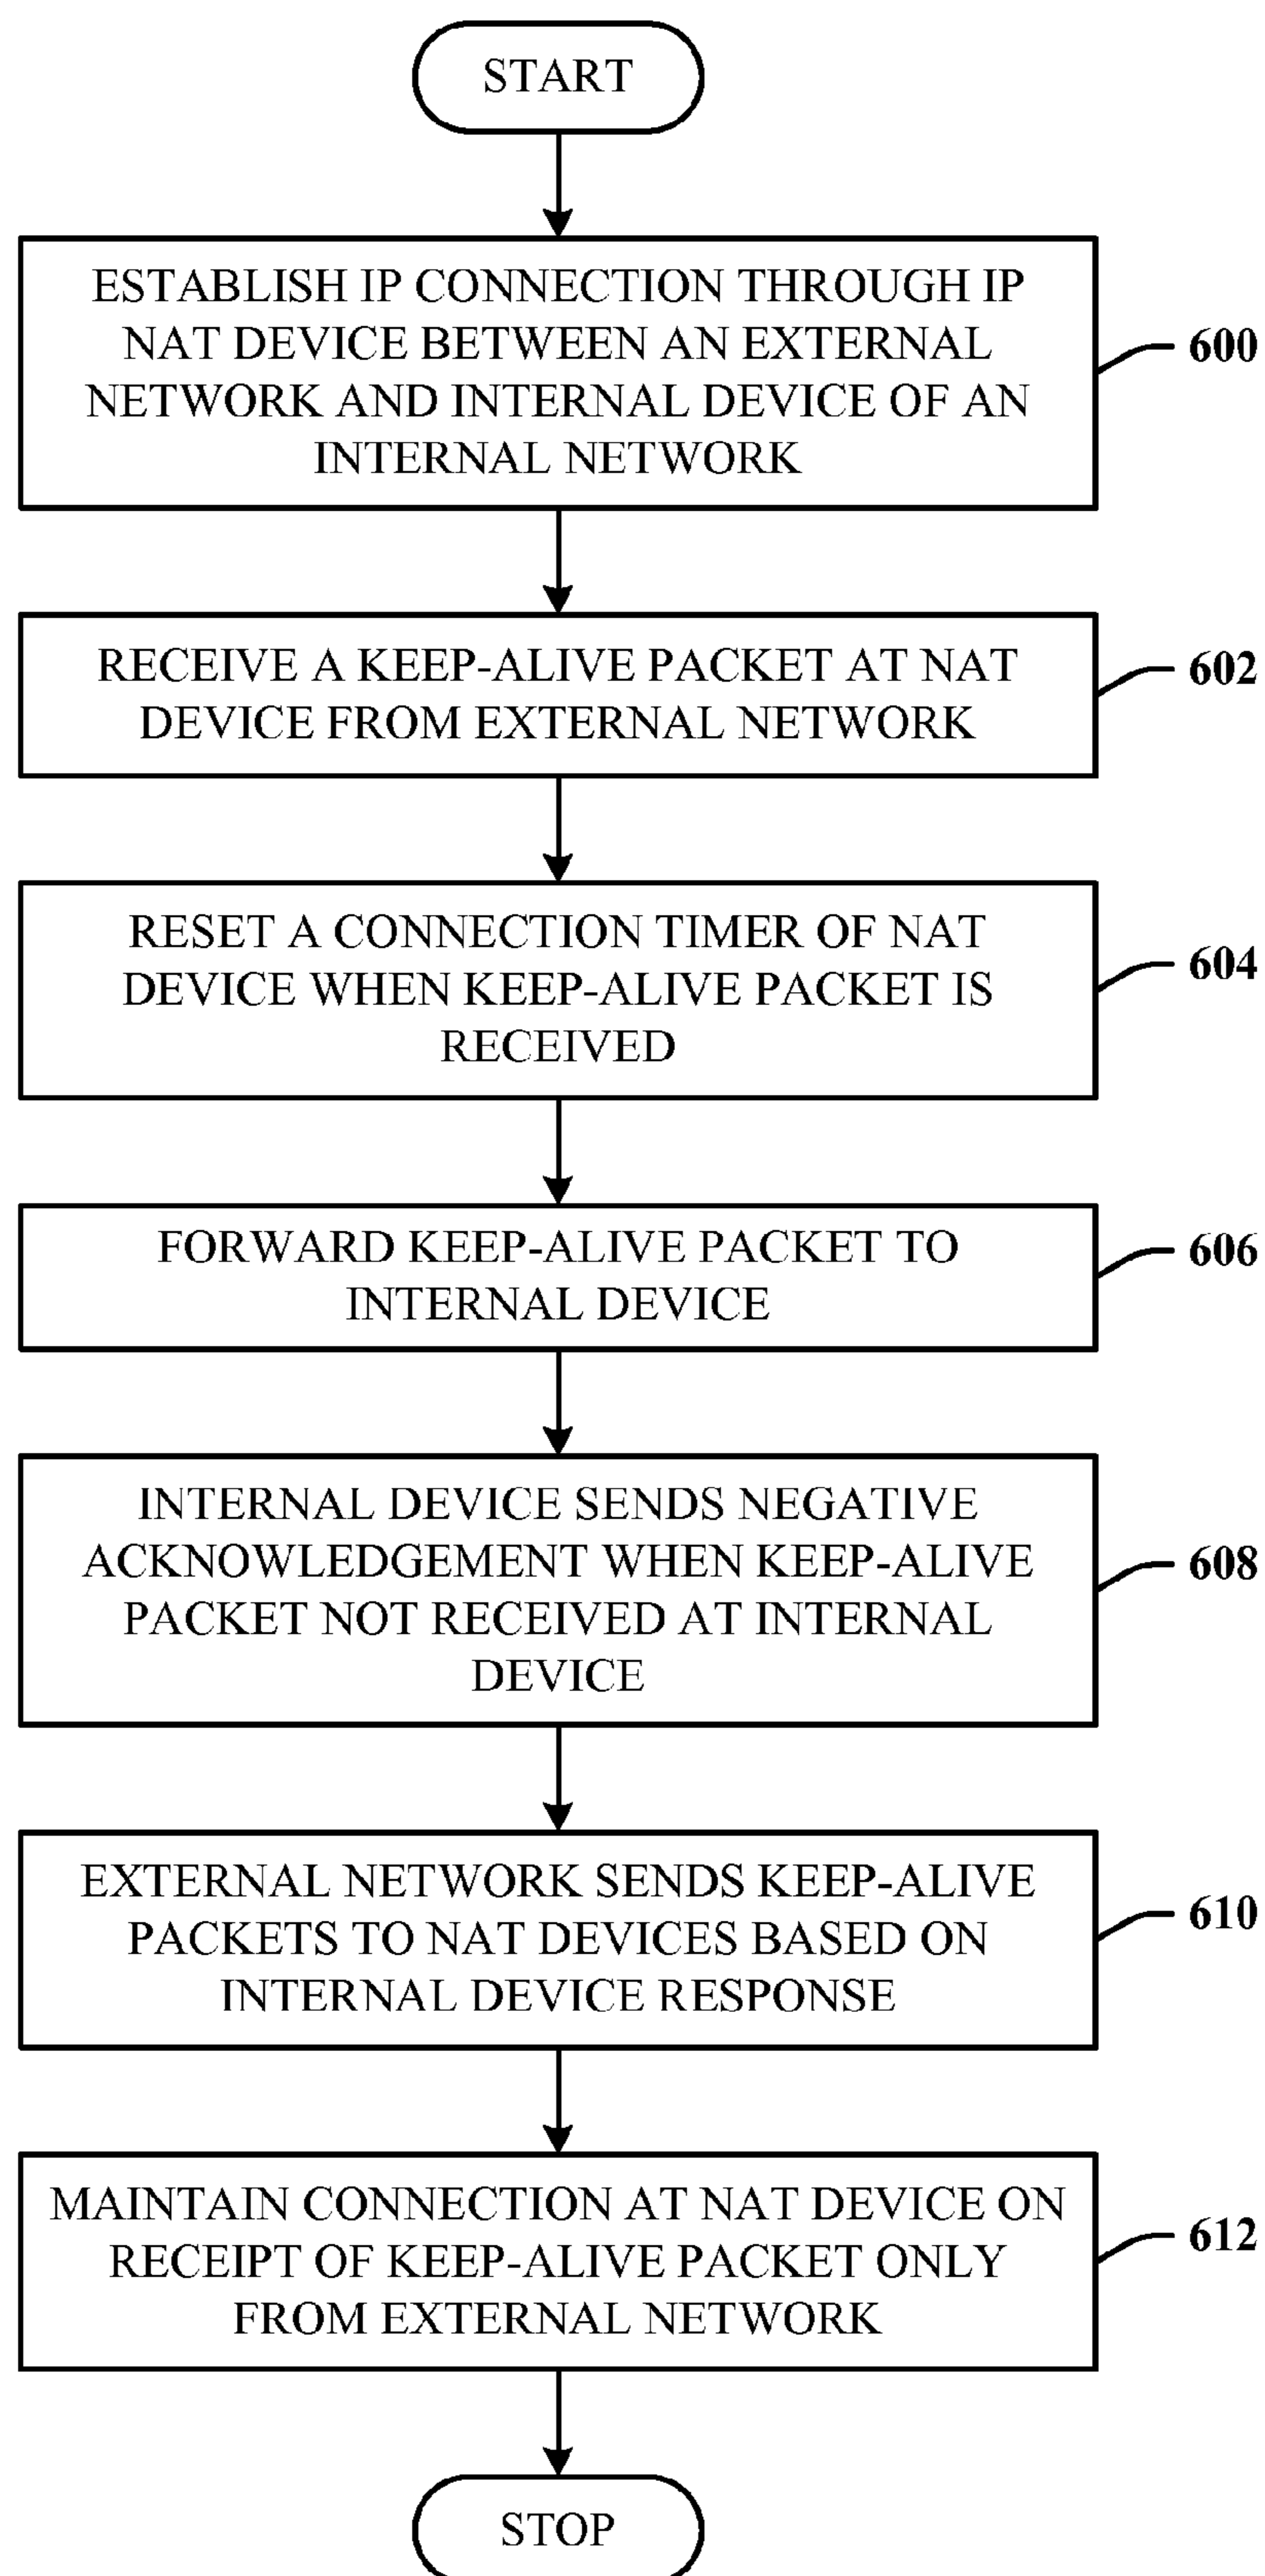 START
ESTABLISH IP CONNECTION THROUGH IP
NAT DEVICE BETWEEN AN EXTERNAL
NETWORK AND INTERNAL DEVICE OF AN
INTERNAL NETWORK
600
RECEIVE A KEEP-ALIVE PACKET AT NAT
DEVICE FROM EXTERNAL NETWORK
602
RESET A CONNECTION TIMER OF NAT
DEVICE WHEN KEEP-ALIVE PACKET IS
RECEIVED
604
FORWARD KEEP-ALIVE PACKET TO
INTERNAL DEVICE
606
INTERNAL DEVICE SENDS NEGATIVE
ACKNOWLEDGEMENT WHEN KEEP-ALIVE
PACKET NOT RECEIVED AT INTERNAL
DEVICE
608
EXTERNAL NETWORK SENDS KEEP-ALIVE
PACKETS TO NAT DEVICES BASED ON
INTERNAL DEVICE RESPONSE
610
MAINTAIN CONNECTION AT NAT DEVICE ON
RECEIPT OF KEEP-ALIVE PACKET ONLY
FROM EXTERNAL NETWORK
612
STOP